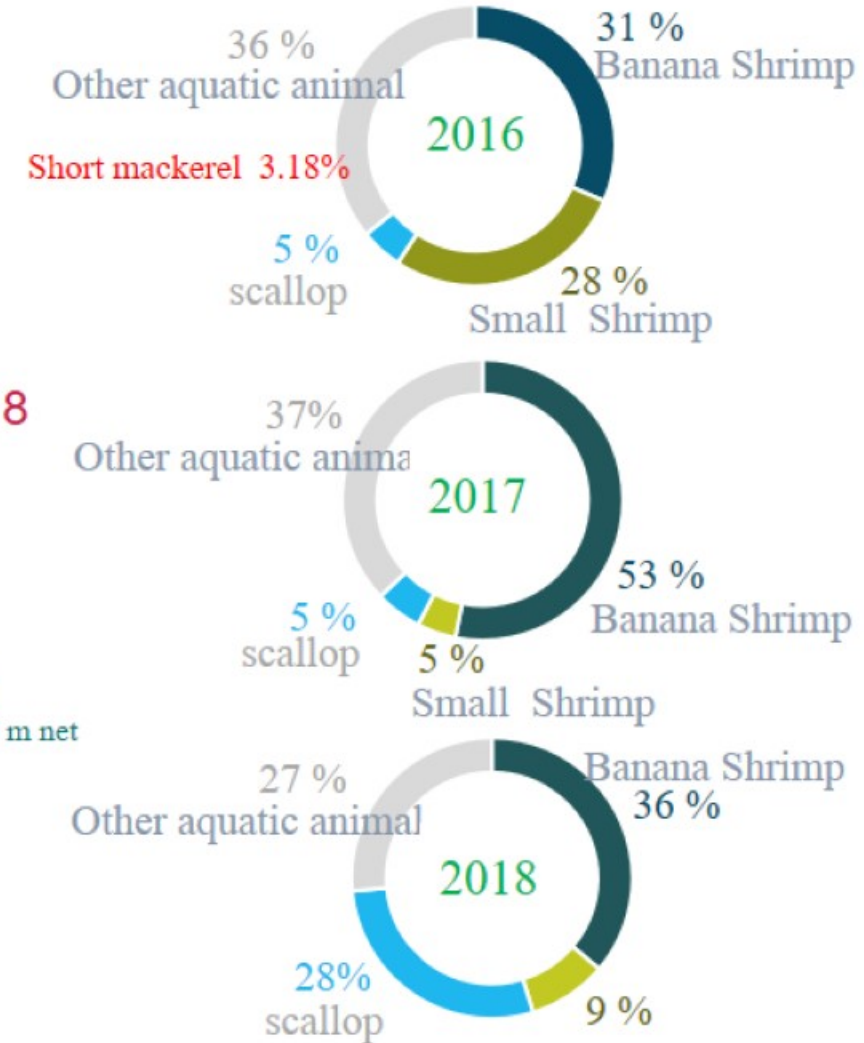 36 %
Other aquatic animal
31 %
Banana Shrimp
2016
Short mackerel 3.18%
5 %
scallop
28 %
Small Shrimp
8
37%
Other aquatic anima
2017
53 %
Banana Shrimp
5 %
scallop
5 %
Small Shrimp
m net
27 %
Other aquatic animal
Banana Shrimp
36 %
2018
28%
scallop
9 %